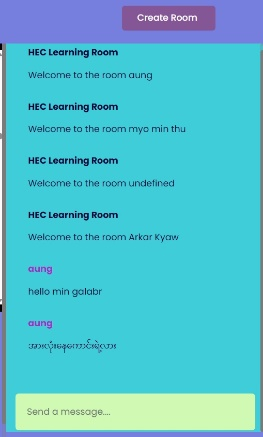 Create Room
HEC Learning Room
Welcome to the room aung
HEC Learning Room
Welcome to the room myo min thu
HEC Learning Room
Welcome to the room undefined
HEC Learning Room
Welcome to the room Arkar Kyaw
aung
hello min galabr
aung
အားလုံးနေကောင်းရဲ့လား
Send a message....